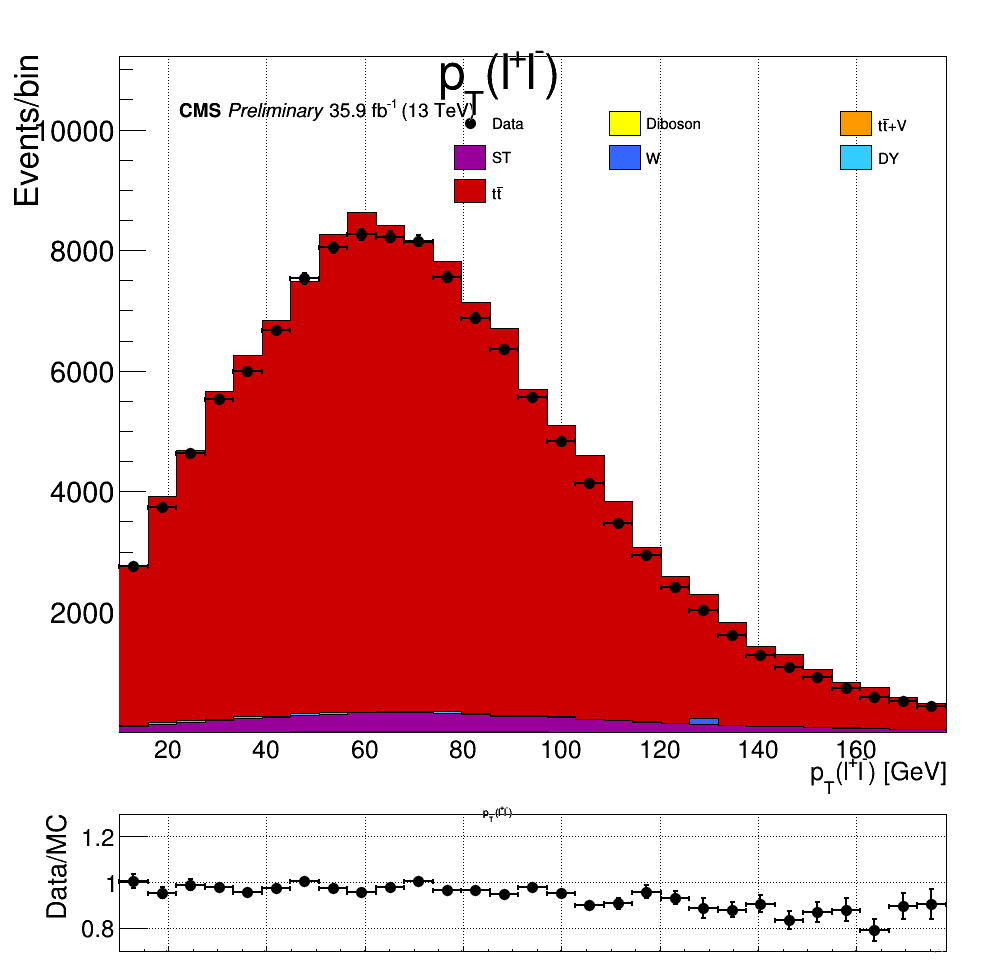 p_T(l⁺l⁻)
Events/bin
CMS Preliminary 35.9 fb⁻¹ (13 TeV)
Data
Diboson
tt̄+V
ST
W
DY
tt̄
10000
8000
6000
4000
2000
20 40 60 80 100 120 140 160
p_T(l⁺l⁻) [GeV]
p_T(l⁺l⁻)
Data/MC
1.2
1
0.8